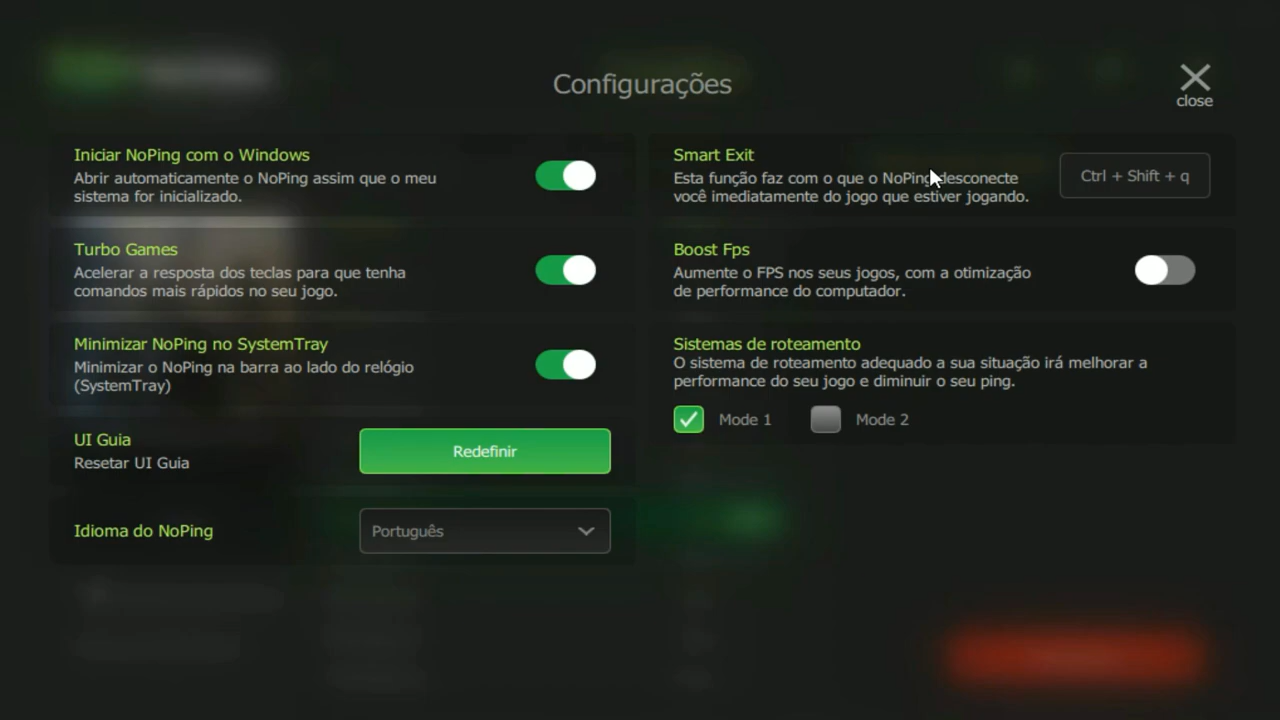 Configurações
close
Iniciar NoPing com o Windows
Abrir automaticamente o NoPing assim que o meu
sistema for inicializado.
Turbo Games
Acelerar a resposta dos teclas para que tenha
comandos mais rápidos no seu jogo.
Minimizar NoPing no SystemTray
Minimizar o NoPing na barra ao lado do relógio
(SystemTray)
UI Guia
Resetar UI Guia
Redefinir
Idioma do NoPing
Português
Smart Exit
Esta função faz com o que o NoPing desconecte
você imediatamente do jogo que estiver jogando.
Ctrl + Shift + q
Boost Fps
Aumente o FPS nos seus jogos, com a otimização
de performance do computador.
Sistemas de roteamento
O sistema de roteamento adequado a sua situação irá melhorar a
performance do seu jogo e diminuir o seu ping.
Mode 1
Mode 2